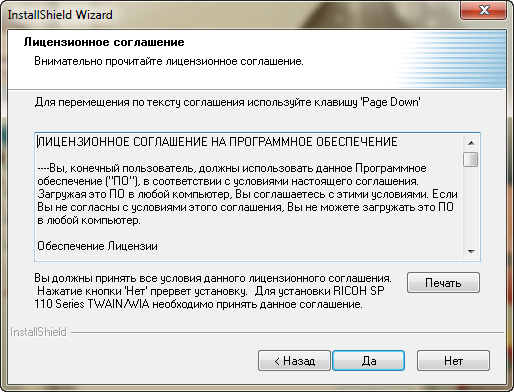 InstallShield Wizard
Лицензионное соглашение
Внимательно прочитайте лицензионное соглашение.
Для перемещения по тексту соглашения используйте клавишу 'Page Down'
ЛИЦЕНЗИОННОЕ СОГЛАШЕНИЕ НА ПРОГРАММНОЕ ОБЕСПЕЧЕНИЕ
----Вы, конечный пользователь, должны использовать данное Программное
обеспечение ("ПО"), в соответствии с условиями настоящего соглашения.
Загружая это ПО в любой компьютер, Вы соглашаетесь с этими условиями. Если
Вы не согласны с условиями этого соглашения, Вы не можете загружать это ПО
в любой компьютер.
Обеспечение Лицензии
Вы должны принять все условия данного лицензионного соглашения.
Нажатие кнопки 'Нет' прервет установку.  Для установки RICOH SP
110 Series TWAIN/WIA необходимо принять данное соглашение.
Печать
InstallShield
< Назад
Да
Нет